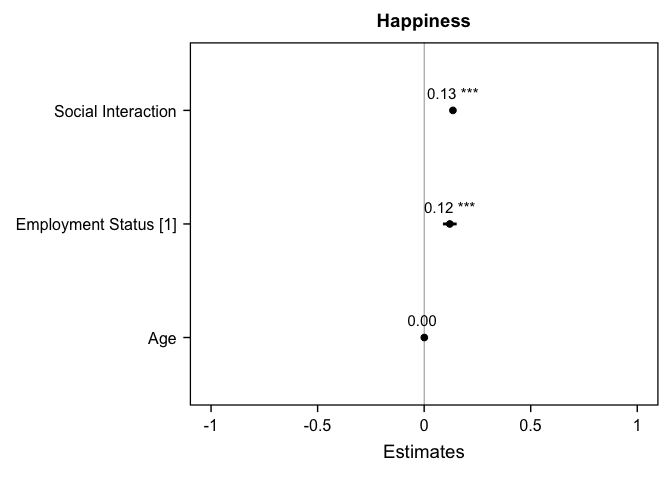 Happiness
0.13 ***
Social Interaction
0.12 ***
Employment Status [1]
0.00
Age
-1 -0.5 0 0.5 1
Estimates